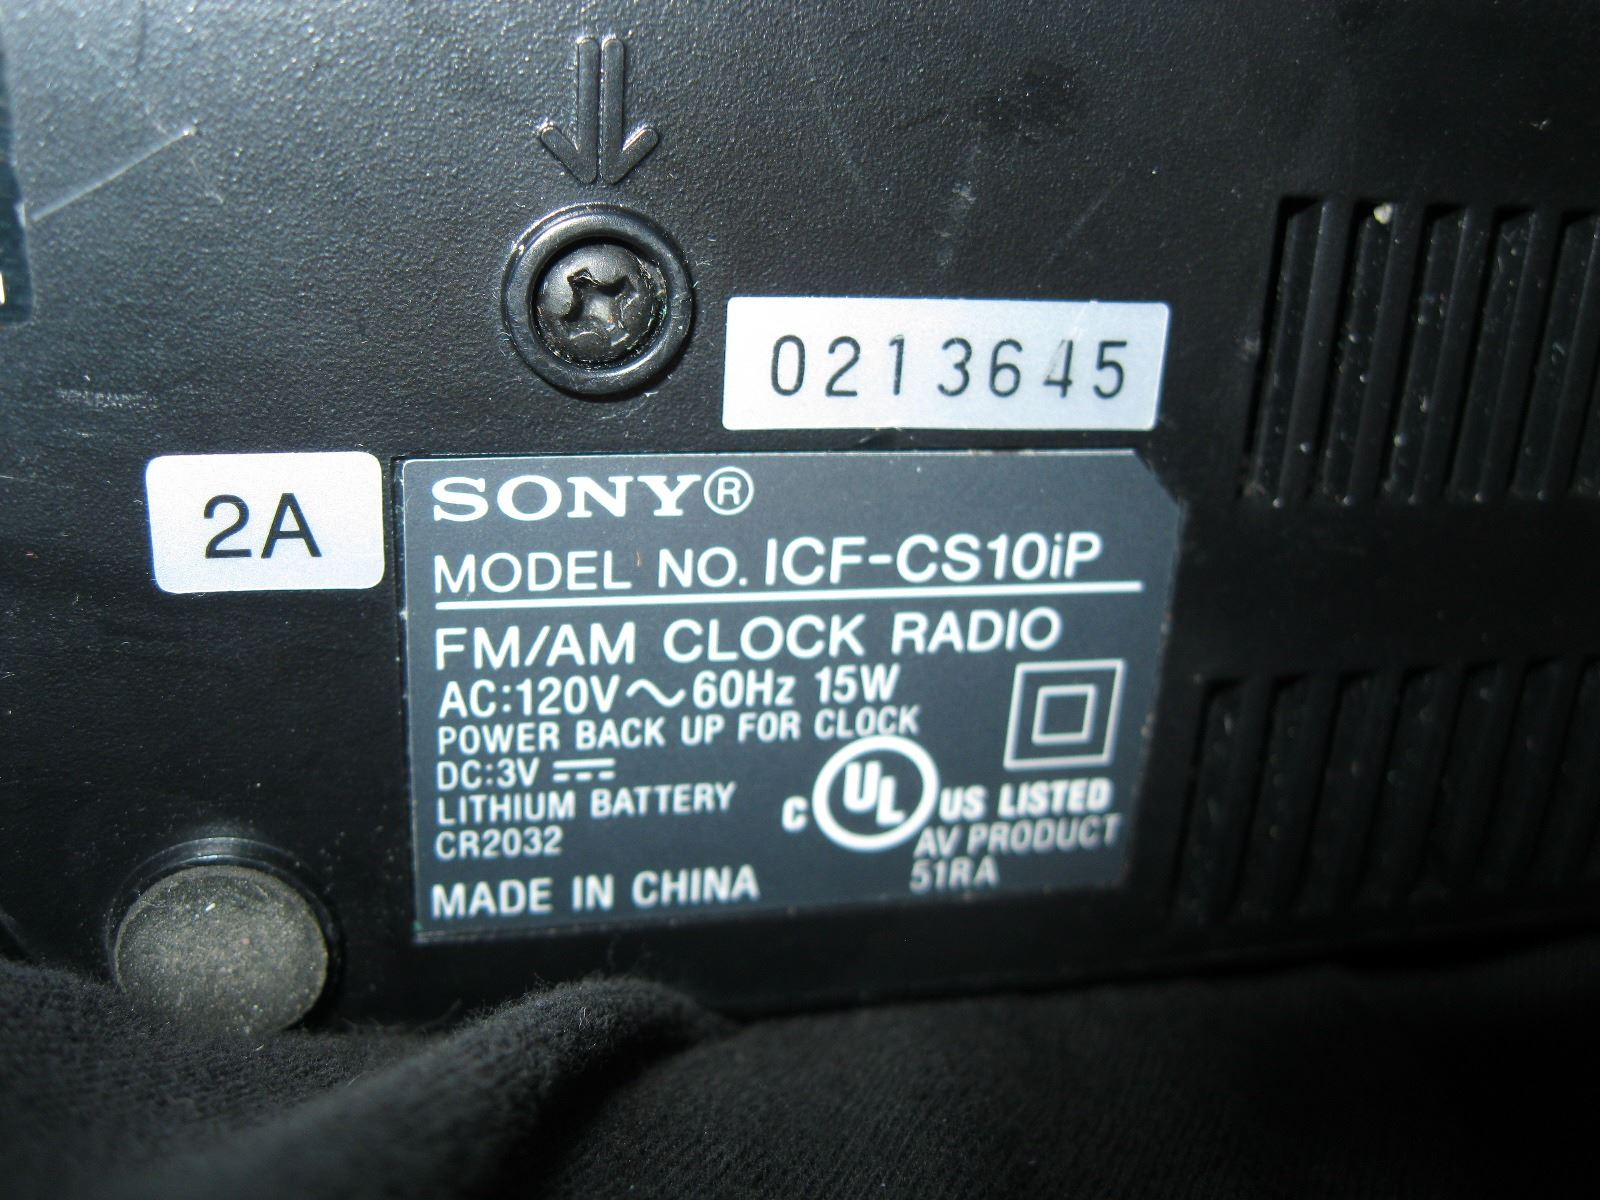 0213645
2A
SONY®
MODEL NO. ICF-CS10iP
FM/AM CLOCK RADIO
AC:120V～60Hz 15W
POWER BACK UP FOR CLOCK
DC:3V ⎓
LITHIUM BATTERY
CR2032
MADE IN CHINA
C UL US LISTED
AV PRODUCT
51RA